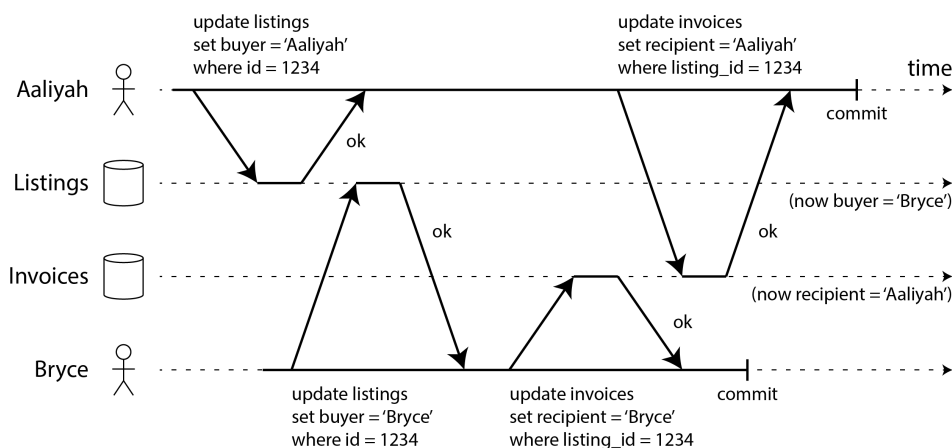 update listings
set buyer = ‘Aaliyah’
where id = 1234
update invoices
set recipient = ‘Aaliyah’
where listing_id = 1234
Aaliyah
time
commit
ok
Listings
(now buyer = ‘Bryce’)
ok
ok
Invoices
(now recipient = ‘Aaliyah’)
ok
Bryce
commit
update listings
set buyer = ‘Bryce’
where id = 1234
update invoices
set recipient = ‘Bryce’
where listing_id = 1234